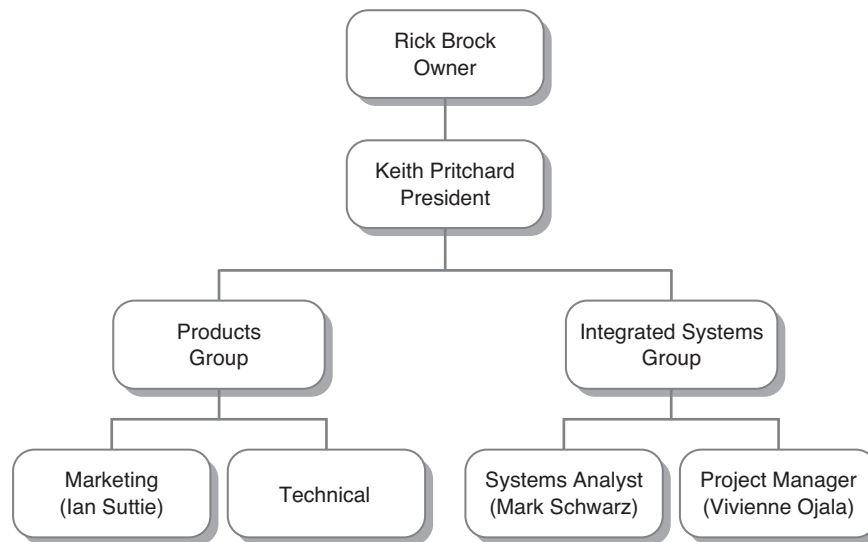 Rick Brock
Owner
Keith Pritchard
President
Products
Group
Integrated Systems
Group
Marketing
(Ian Suttie)
Technical
Systems Analyst
(Mark Schwarz)
Project Manager
(Vivienne Ojala)